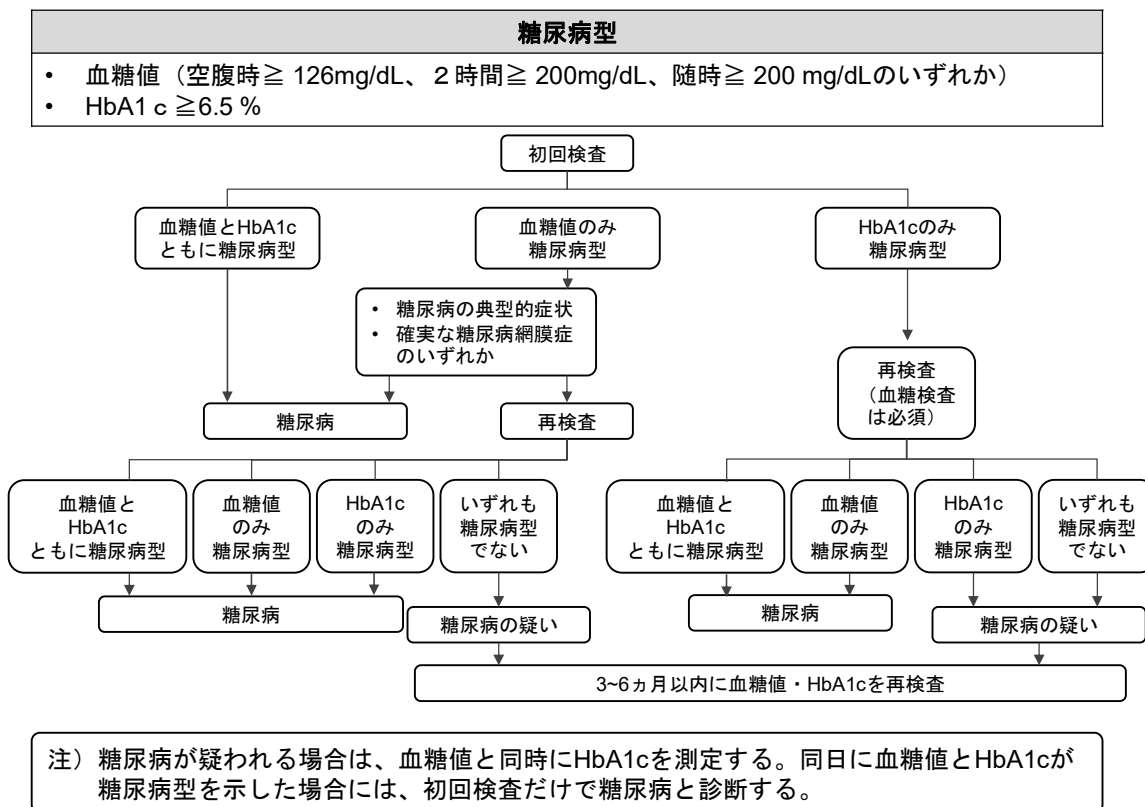 糖尿病型
• 血糖値（空腹時≧ 126mg/dL、２時間≧ 200mg/dL、随時≧ 200 mg/dLのいずれか）
• HbA1ｃ ≧6.5 %
初回検査
血糖値とHbA1c
ともに糖尿病型
血糖値のみ
糖尿病型
HbA1cのみ
糖尿病型
• 糖尿病の典型的症状
• 確実な糖尿病網膜症
のいずれか
再検査
（血糖検査
は必須）
糖尿病
再検査
血糖値と
HbA1c
ともに糖尿病型
血糖値
のみ
糖尿病型
HbA1c
のみ
糖尿病型
いずれも
糖尿病型
でない
血糖値と
HbA1c
ともに糖尿病型
血糖値
のみ
糖尿病型
HbA1c
のみ
糖尿病型
いずれも
糖尿病型
でない
糖尿病
糖尿病の疑い
糖尿病
糖尿病の疑い
3~6ヵ月以内に血糖値・HbA1cを再検査
注）糖尿病が疑われる場合は、血糖値と同時にHbA1cを測定する。同日に血糖値とHbA1cが
糖尿病型を示した場合には、初回検査だけで糖尿病と診断する。